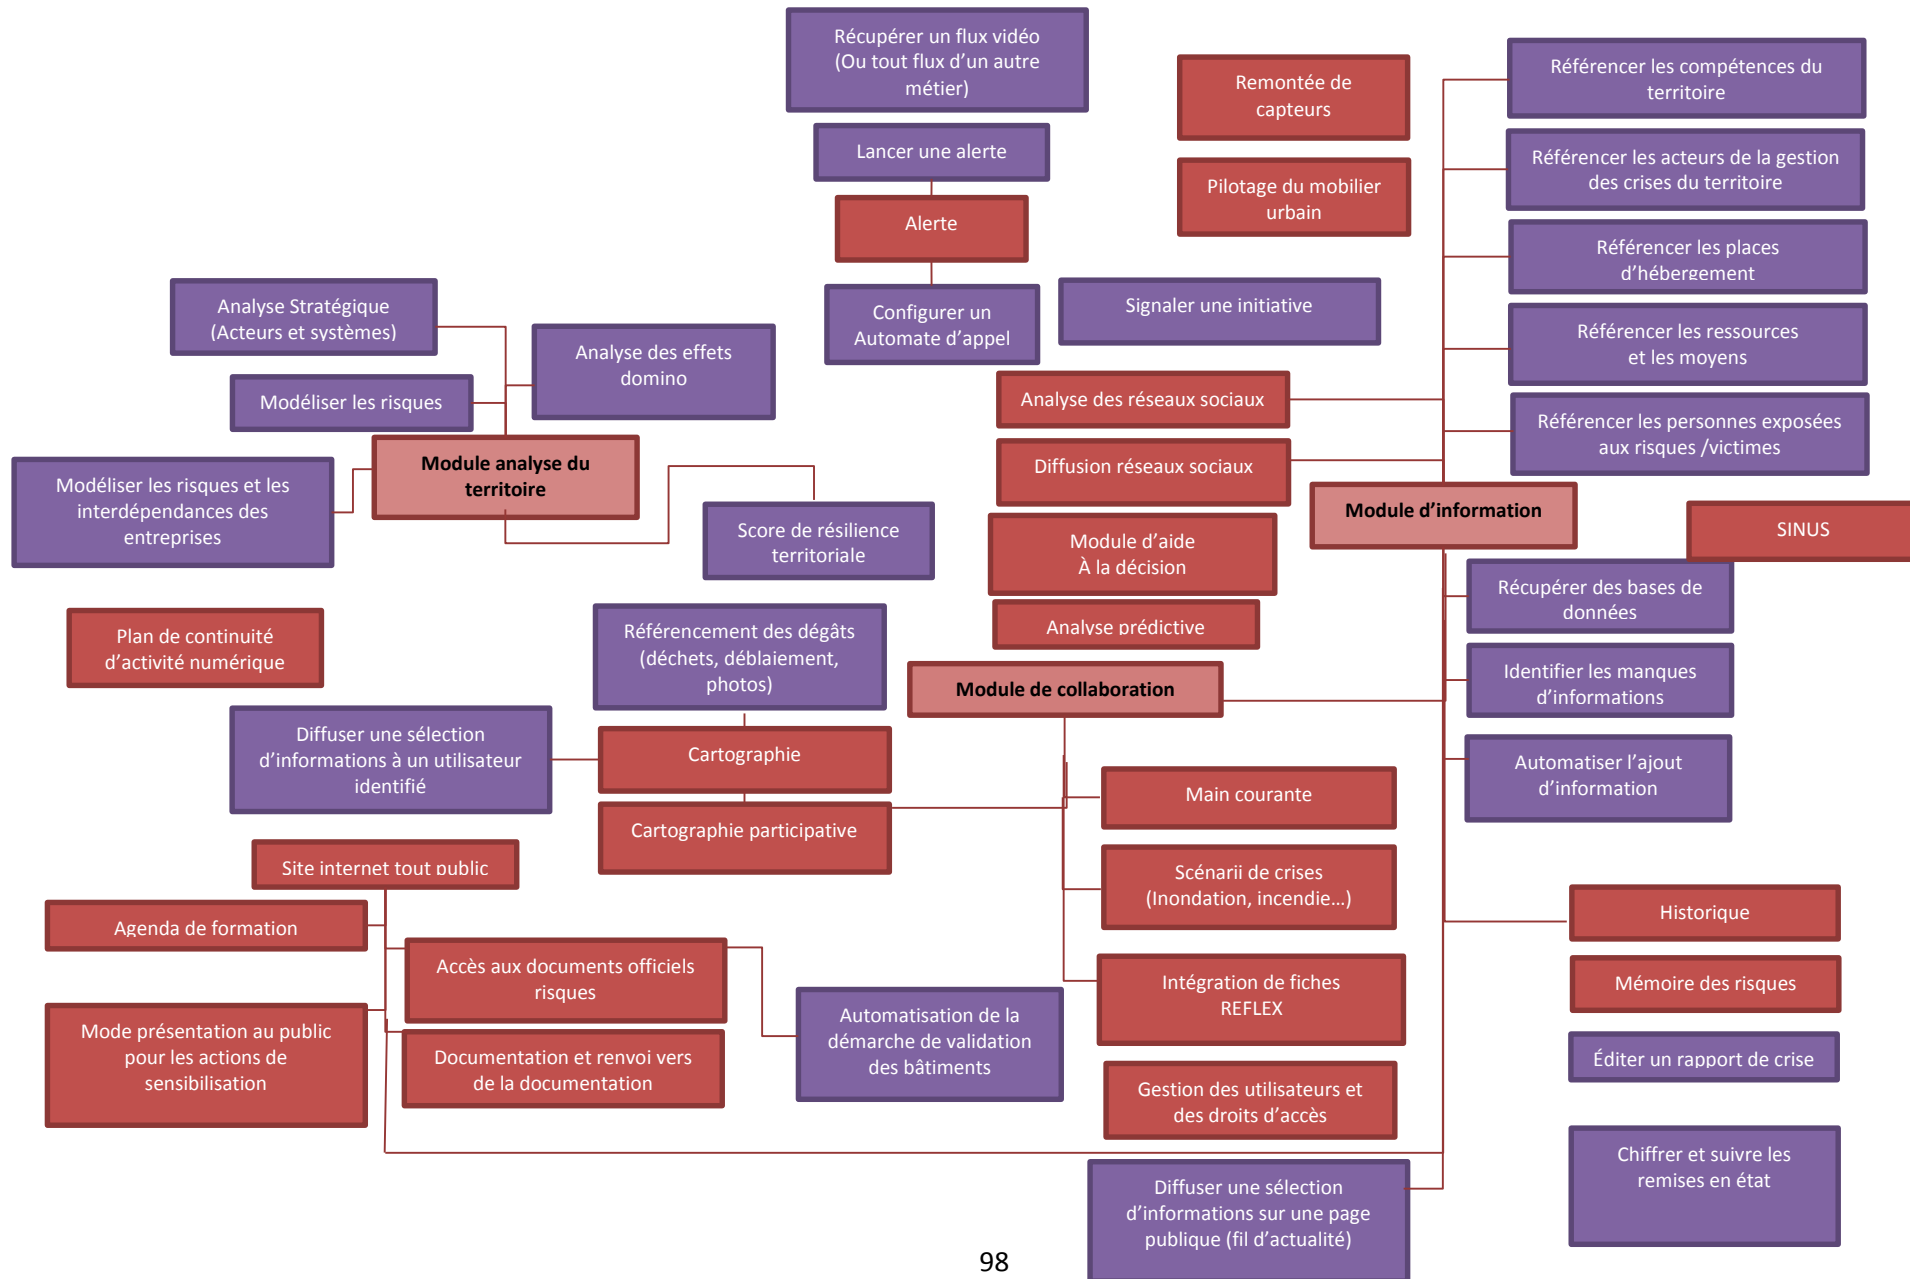 Récupérer un flux vidéo
(Ou tout flux d'un autre
métier)
Lancer une alerte
Alerte
Configurer un
Automate d'appel
Remontée de
capteurs
Pilotage du mobilier
urbain
Signaler une initiative
Référencer les compétences du
territoire
Référencer les acteurs de la gestion
des crises du territoire
Référencer les places
d'hébergement
Référencer les ressources
et les moyens
Référencer les personnes exposées
aux risques /victimes
Analyse Stratégique
(Acteurs et systèmes)
Analyse des effets
domino
Modéliser les risques
Module analyse du
territoire
Modéliser les risques et les
interdépendances des
entreprises
Score de résilience
territoriale
Analyse des réseaux sociaux
Diffusion réseaux sociaux
Module d'aide
À la décision
Analyse prédictive
Module d'information
SINUS
Récupérer des bases de
données
Identifier les manques
d'informations
Automatiser l'ajout
d'information
Plan de continuité
d'activité numérique
Référencement des dégâts
(déchets, déblaiement,
photos)
Module de collaboration
Diffuser une sélection
d'informations à un utilisateur
identifié
Cartographie
Cartographie participative
Main courante
Scénarii de crises
(Inondation, incendie…)
Intégration de fiches
REFLEX
Gestion des utilisateurs et
des droits d'accès
Site internet tout public
Agenda de formation
Accès aux documents officiels
risques
Mode présentation au public
pour les actions de
sensibilisation
Documentation et renvoi vers
de la documentation
Automatisation de la
démarche de validation
des bâtiments
Historique
Mémoire des risques
Éditer un rapport de crise
Chiffrer et suivre les
remises en état
Diffuser une sélection
d'informations sur une page
publique (fil d'actualité)
98